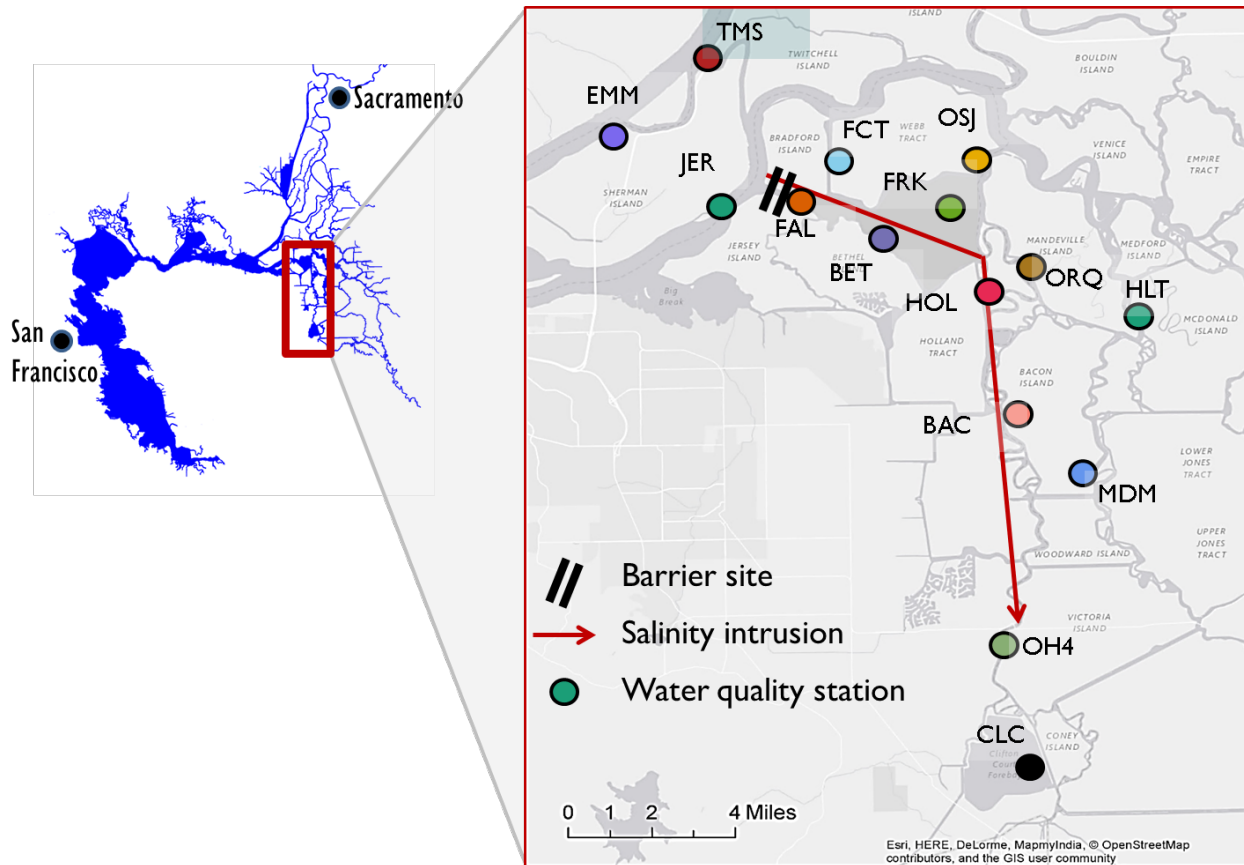 Sacramento
San
Francisco
TMS
TWITCHELL
ISLAND
BOULDIN
ISLAND
EMM
FCT
OSJ
BRADFORD
ISLAND
WEBB
TRACT
VENICE
ISLAND
EMPIRE
TRACT
JER
FRK
SHERMAN
ISLAND
FAL
JERSEY
ISLAND
BETHEL
BET
MANDEVILLE
ISLAND
MEDFORD
ISLAND
ORQ
HLT
Big
Break
HOL
MCDONALD
ISLAND
HOLLAND
TRACT
BACON
ISLAND
BAC
LOWER
JONES
TRACT
MDM
UPPER
JONES
TRACT
WOODWARD ISLAND
Barrier site
Salinity intrusion
VICTORIA
ISLAND
OH4
Water quality station
CLC
CONEY
ISLAND
Clifton
Court
Forebay
0 1 2 4 Miles
Esri, HERE, DeLorme, MapmyIndia, © OpenStreetMap
contributors, and the GIS user community